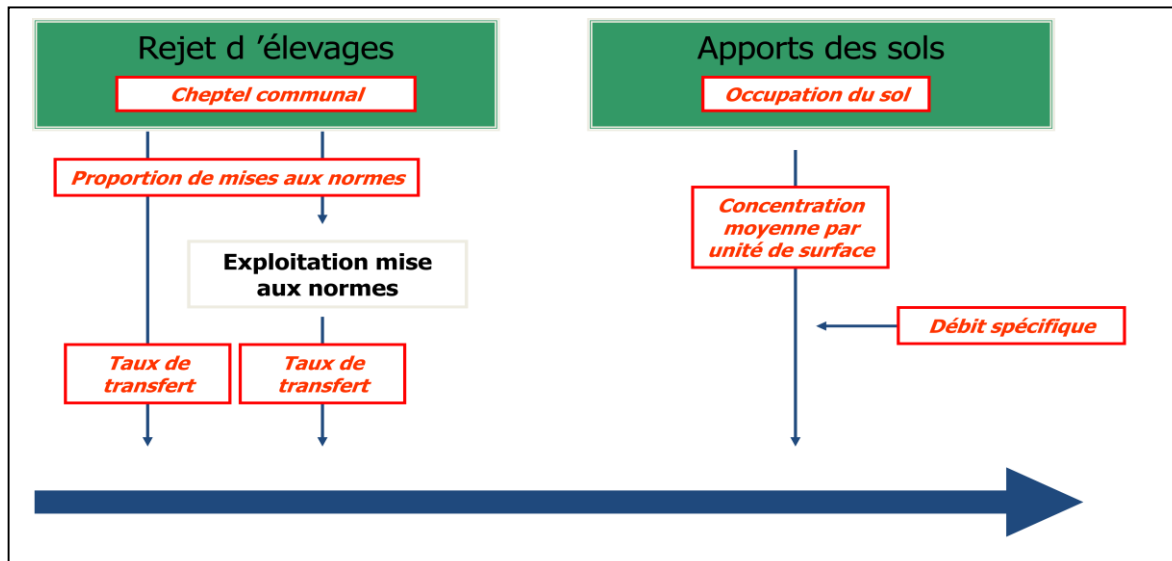 Rejet d ’élevages
Cheptel communal
Proportion de mises aux normes
Exploitation mise
aux normes
Taux de
transfert
Taux de
transfert
Apports des sols
Occupation du sol
Concentration
moyenne par
unité de surface
Débit spécifique